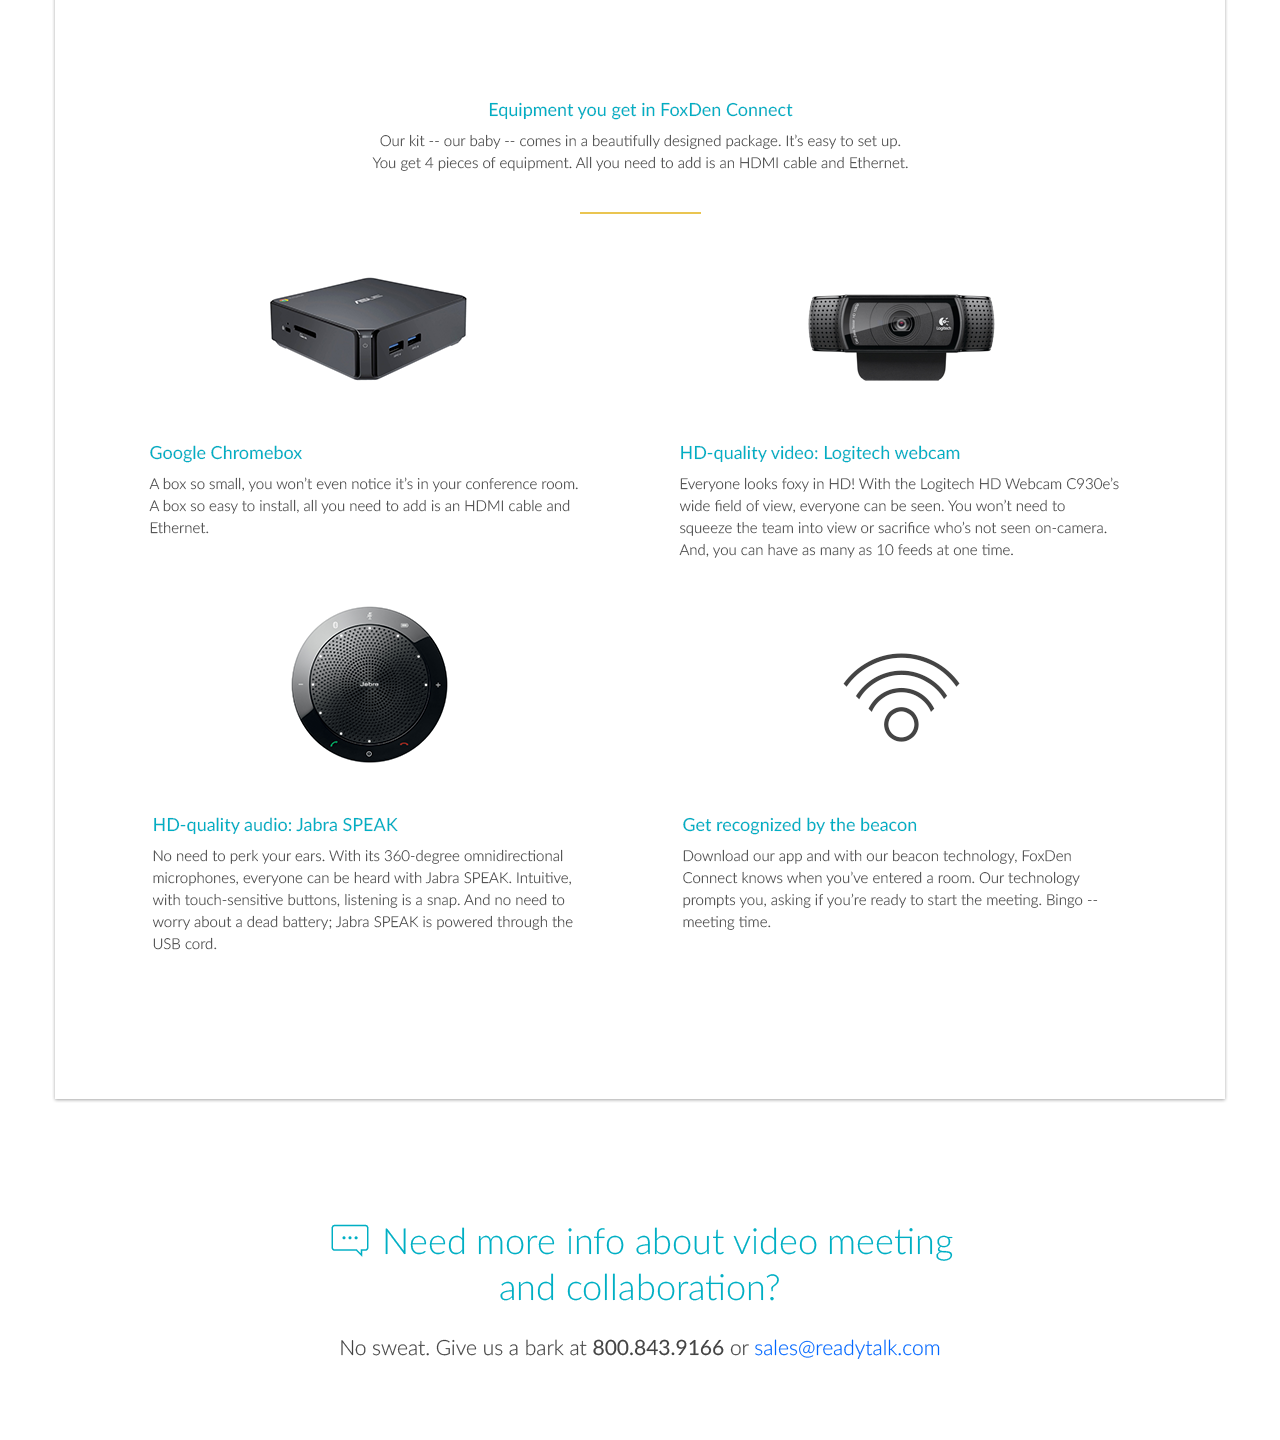 Equipment you get in FoxDen Connect
Our kit -- our baby -- comes in a beautifully designed package. It's easy to set up.
You get 4 pieces of equipment. All you need to add is an HDMI cable and Ethernet.
ASUS
Logitech
Google Chromebox
A box so small, you won't even notice it's in your conference room.
A box so easy to install, all you need to add is an HDMI cable and
Ethernet.
HD-quality video: Logitech webcam
Everyone looks foxy in HD! With the Logitech HD Webcam C930e's
wide field of view, everyone can be seen. You won't need to
squeeze the team into view or sacrifice who's not seen on-camera.
And, you can have as many as 10 feeds at one time.
Jabra
HD-quality audio: Jabra SPEAK
No need to perk your ears. With its 360-degree omnidirectional
microphones, everyone can be heard with Jabra SPEAK. Intuitive,
with touch-sensitive buttons, listening is a snap. And no need to
worry about a dead battery; Jabra SPEAK is powered through the
USB cord.
Get recognized by the beacon
Download our app and with our beacon technology, FoxDen
Connect knows when you've entered a room. Our technology
prompts you, asking if you're ready to start the meeting. Bingo --
meeting time.
Need more info about video meeting
and collaboration?
No sweat. Give us a bark at 800.843.9166 or sales@readytalk.com